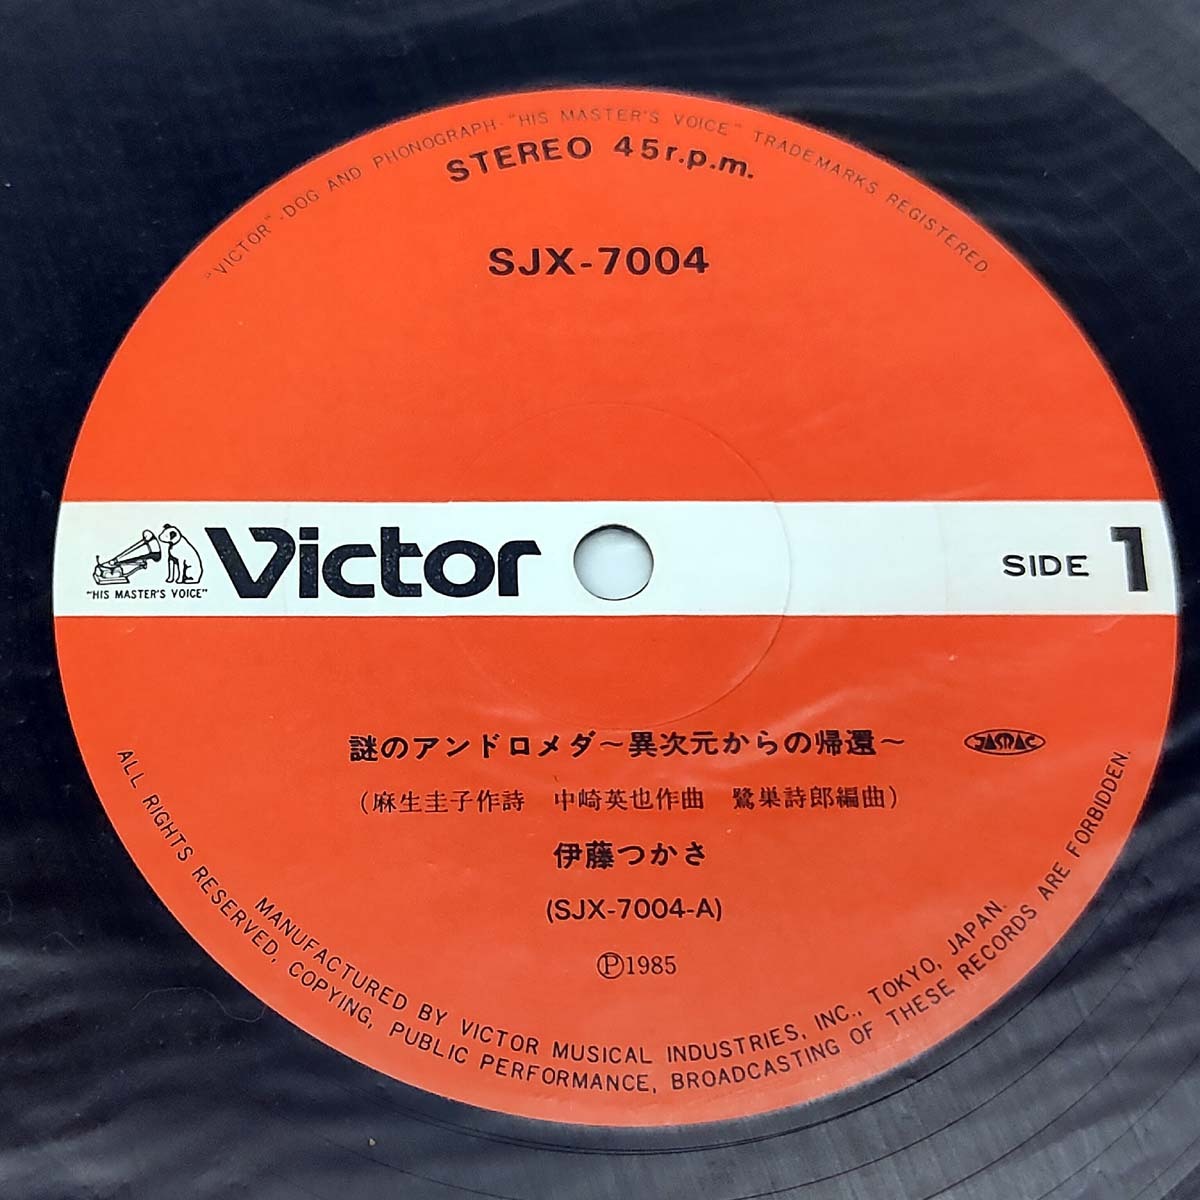 "VICTOR"-DOG AND PHONOGRAPH-"HIS MASTER'S VOICE" TRADEMARKS REGISTERED.
STEREO 45r.p.m.
SJX-7004
"HIS MASTER'S VOICE"
Victor
SIDE 1
謎のアンドロメダ〜異次元からの帰還〜
JASRAC
(麻生圭子作詩 中崎英也作曲 鷺巣詩郎編曲)
伊藤つかさ
(SJX-7004-A)
Ⓟ1985
MANUFACTURED BY VICTOR MUSICAL INDUSTRIES, INC., TOKYO, JAPAN.
ALL RIGHTS RESERVED, COPYING, PUBLIC PERFORMANCE, BROADCASTING OF THESE RECORDS ARE FORBIDDEN.